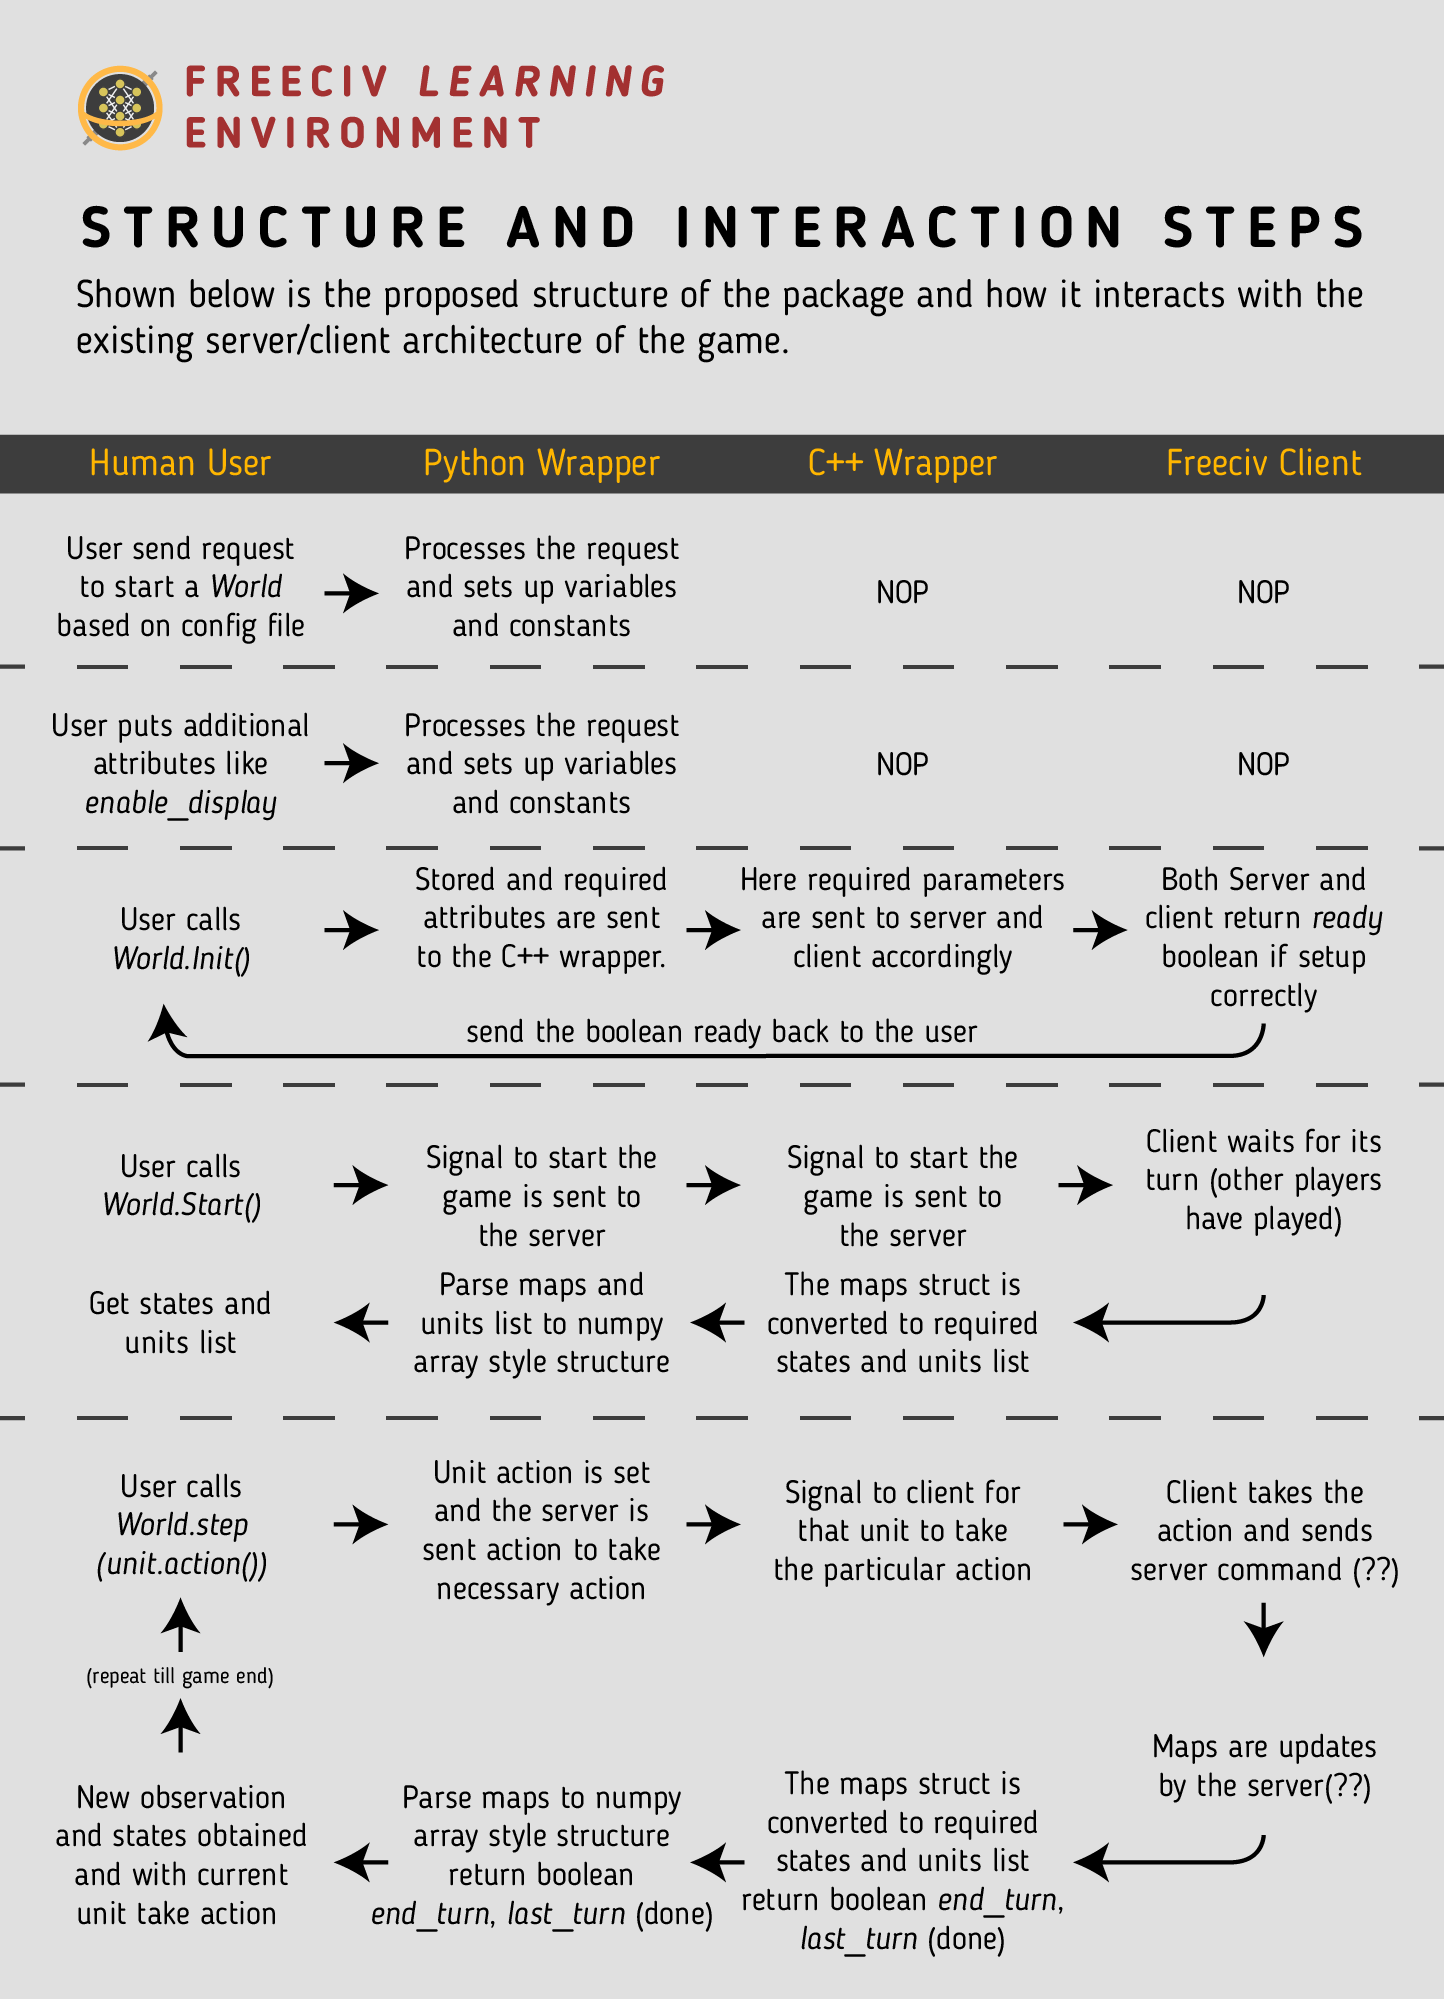 FREECIV LEARNING
ENVIRONMENT
STRUCTURE AND INTERACTION STEPS
Shown below is the proposed structure of the package and how it interacts with the
existing server/client architecture of the game.
Human User
Python Wrapper
C++ Wrapper
Freeciv Client
User send request
to start a World
based on config file
Processes the request
and sets up variables
and constants
NOP
NOP
User puts additional
attributes like
enable_display
Processes the request
and sets up variables
and constants
NOP
NOP
User calls
World.Init()
Stored and required
attributes are sent
to the C++ wrapper.
Here required parameters
are sent to server and
client accordingly
Both Server and
client return ready
boolean if setup
correctly
send the boolean ready back to the user
User calls
World.Start()
Signal to start the
game is sent to
the server
Signal to start the
game is sent to
the server
Client waits for its
turn (other players
have played)
Get states and
units list
Parse maps and
units list to numpy
array style structure
The maps struct is
converted to required
states and units list
User calls
World.step
(unit.action())
Unit action is set
and the server is
sent action to take
necessary action
Signal to client for
that unit to take
the particular action
Client takes the
action and sends
server command (??)
(repeat till game end)
New observation
and states obtained
and with current
unit take action
Parse maps to numpy
array style structure
return boolean
end_turn, last_turn (done)
The maps struct is
converted to required
states and units list
return boolean end_turn,
last_turn (done)
Maps are updates
by the server(??)